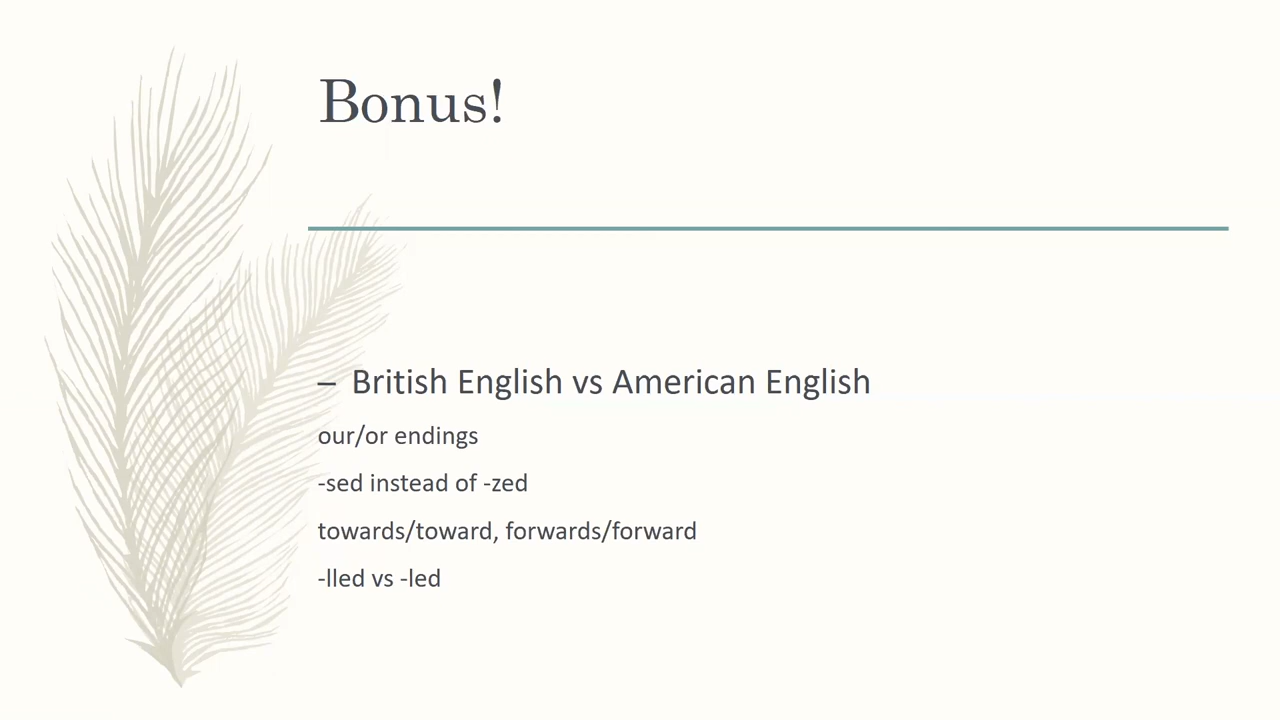 Bonus!
– British English vs American English
our/or endings
-sed instead of -zed
towards/toward, forwards/forward
-lled vs -led